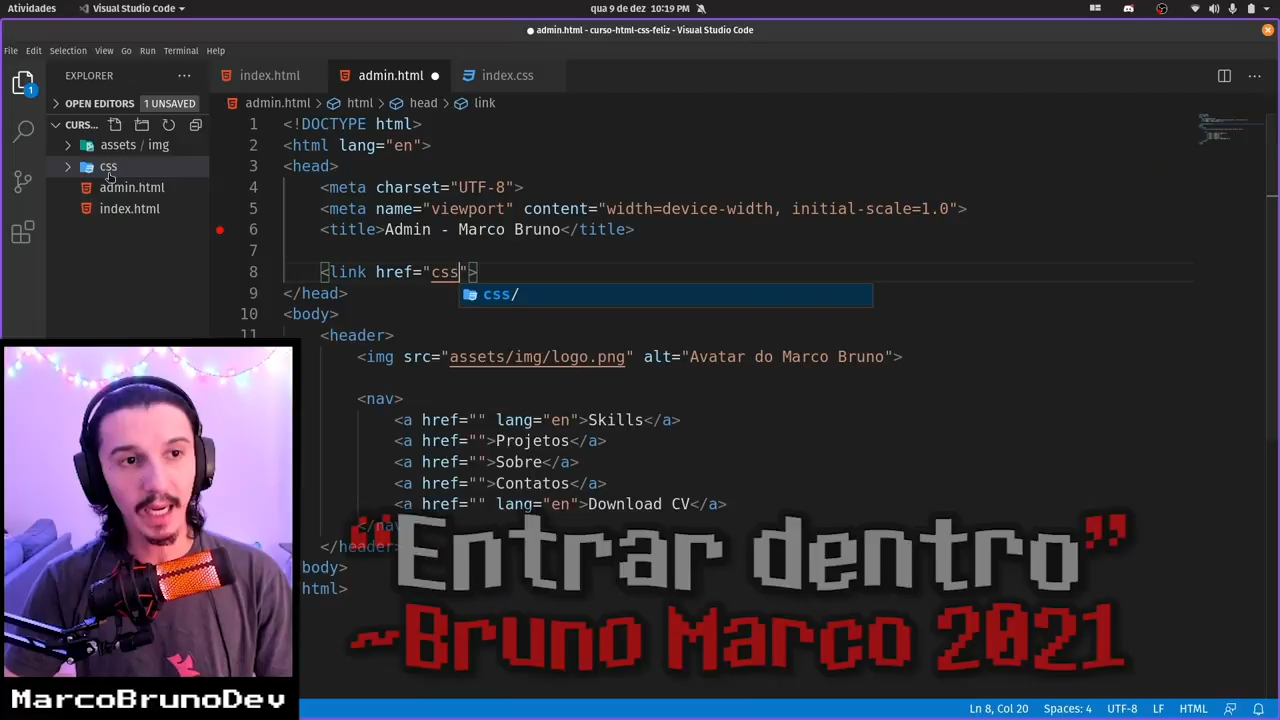 Atividades
Visual Studio Code
qua 9 de dez 10:19 PM
admin.html - curso-html-css-feliz - Visual Studio Code
File Edit Selection View Go Run Terminal Help
EXPLORER
index.html
admin.html
index.css
OPEN EDITORS 1 UNSAVED
admin.html > html > head > link
CURS...
assets / img
css
admin.html
index.html
1
1 <!DOCTYPE html>
2 <html lang="en">
3 <head>
4 <meta charset="UTF-8">
5 <meta name="viewport" content="width=device-width, initial-scale=1.0">
6 <title>Admin - Marco Bruno</title>
7
8 <link href="css">
css/
9 </head>
10 <body>
11 <header>
<img src="assets/img/logo.png" alt="Avatar do Marco Bruno">
<nav>
<a href="" lang="en">Skills</a>
<a href="">Projetos</a>
<a href="">Sobre</a>
<a href="">Contatos</a>
<a href="" lang="en">Download CV</a>
</nav
</header>
body>
html>
“Entrar dentro”
~Bruno Marco 2021
MarcoBrunoDev
Ln 8, Col 20 Spaces: 4 UTF-8 LF HTML